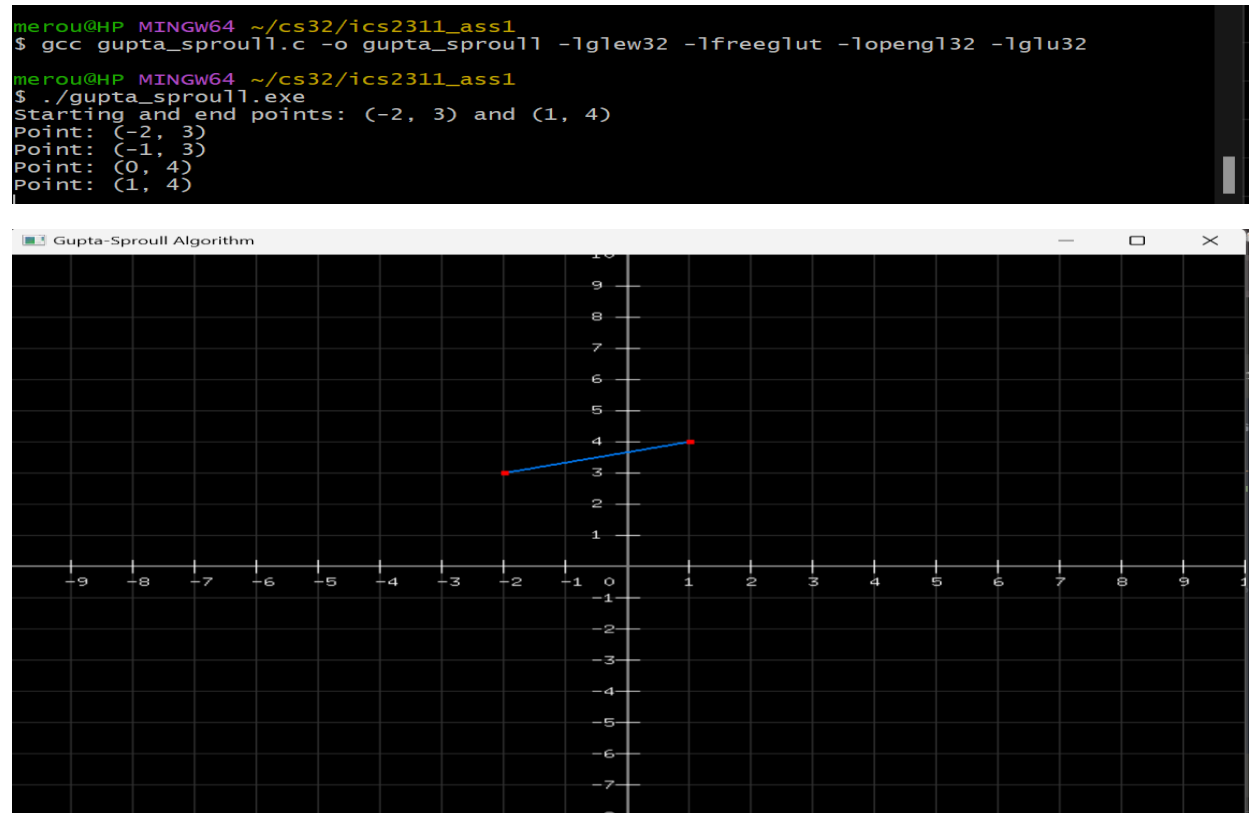 merou@HP MINGW64 ~/cs32/ics2311_ass1
$ gcc gupta_sproull.c -o gupta_sproull -lglew32 -lfreeglut -lopengl32 -lglu32
merou@HP MINGW64 ~/cs32/ics2311_ass1
$ ./gupta_sproull.exe
Starting and end points: (-2, 3) and (1, 4)
Point: (-2, 3)
Point: (-1, 3)
Point: (0, 4)
Point: (1, 4)
Gupta-Sproull Algorithm
10
9
8
7
6
5
4
3
2
1
-9 -8 -7 -6 -5 -4 -3 -2 -1 0 1 2 3 4 5 6 7 8 9
-1
-2
-3
-4
-5
-6
-7